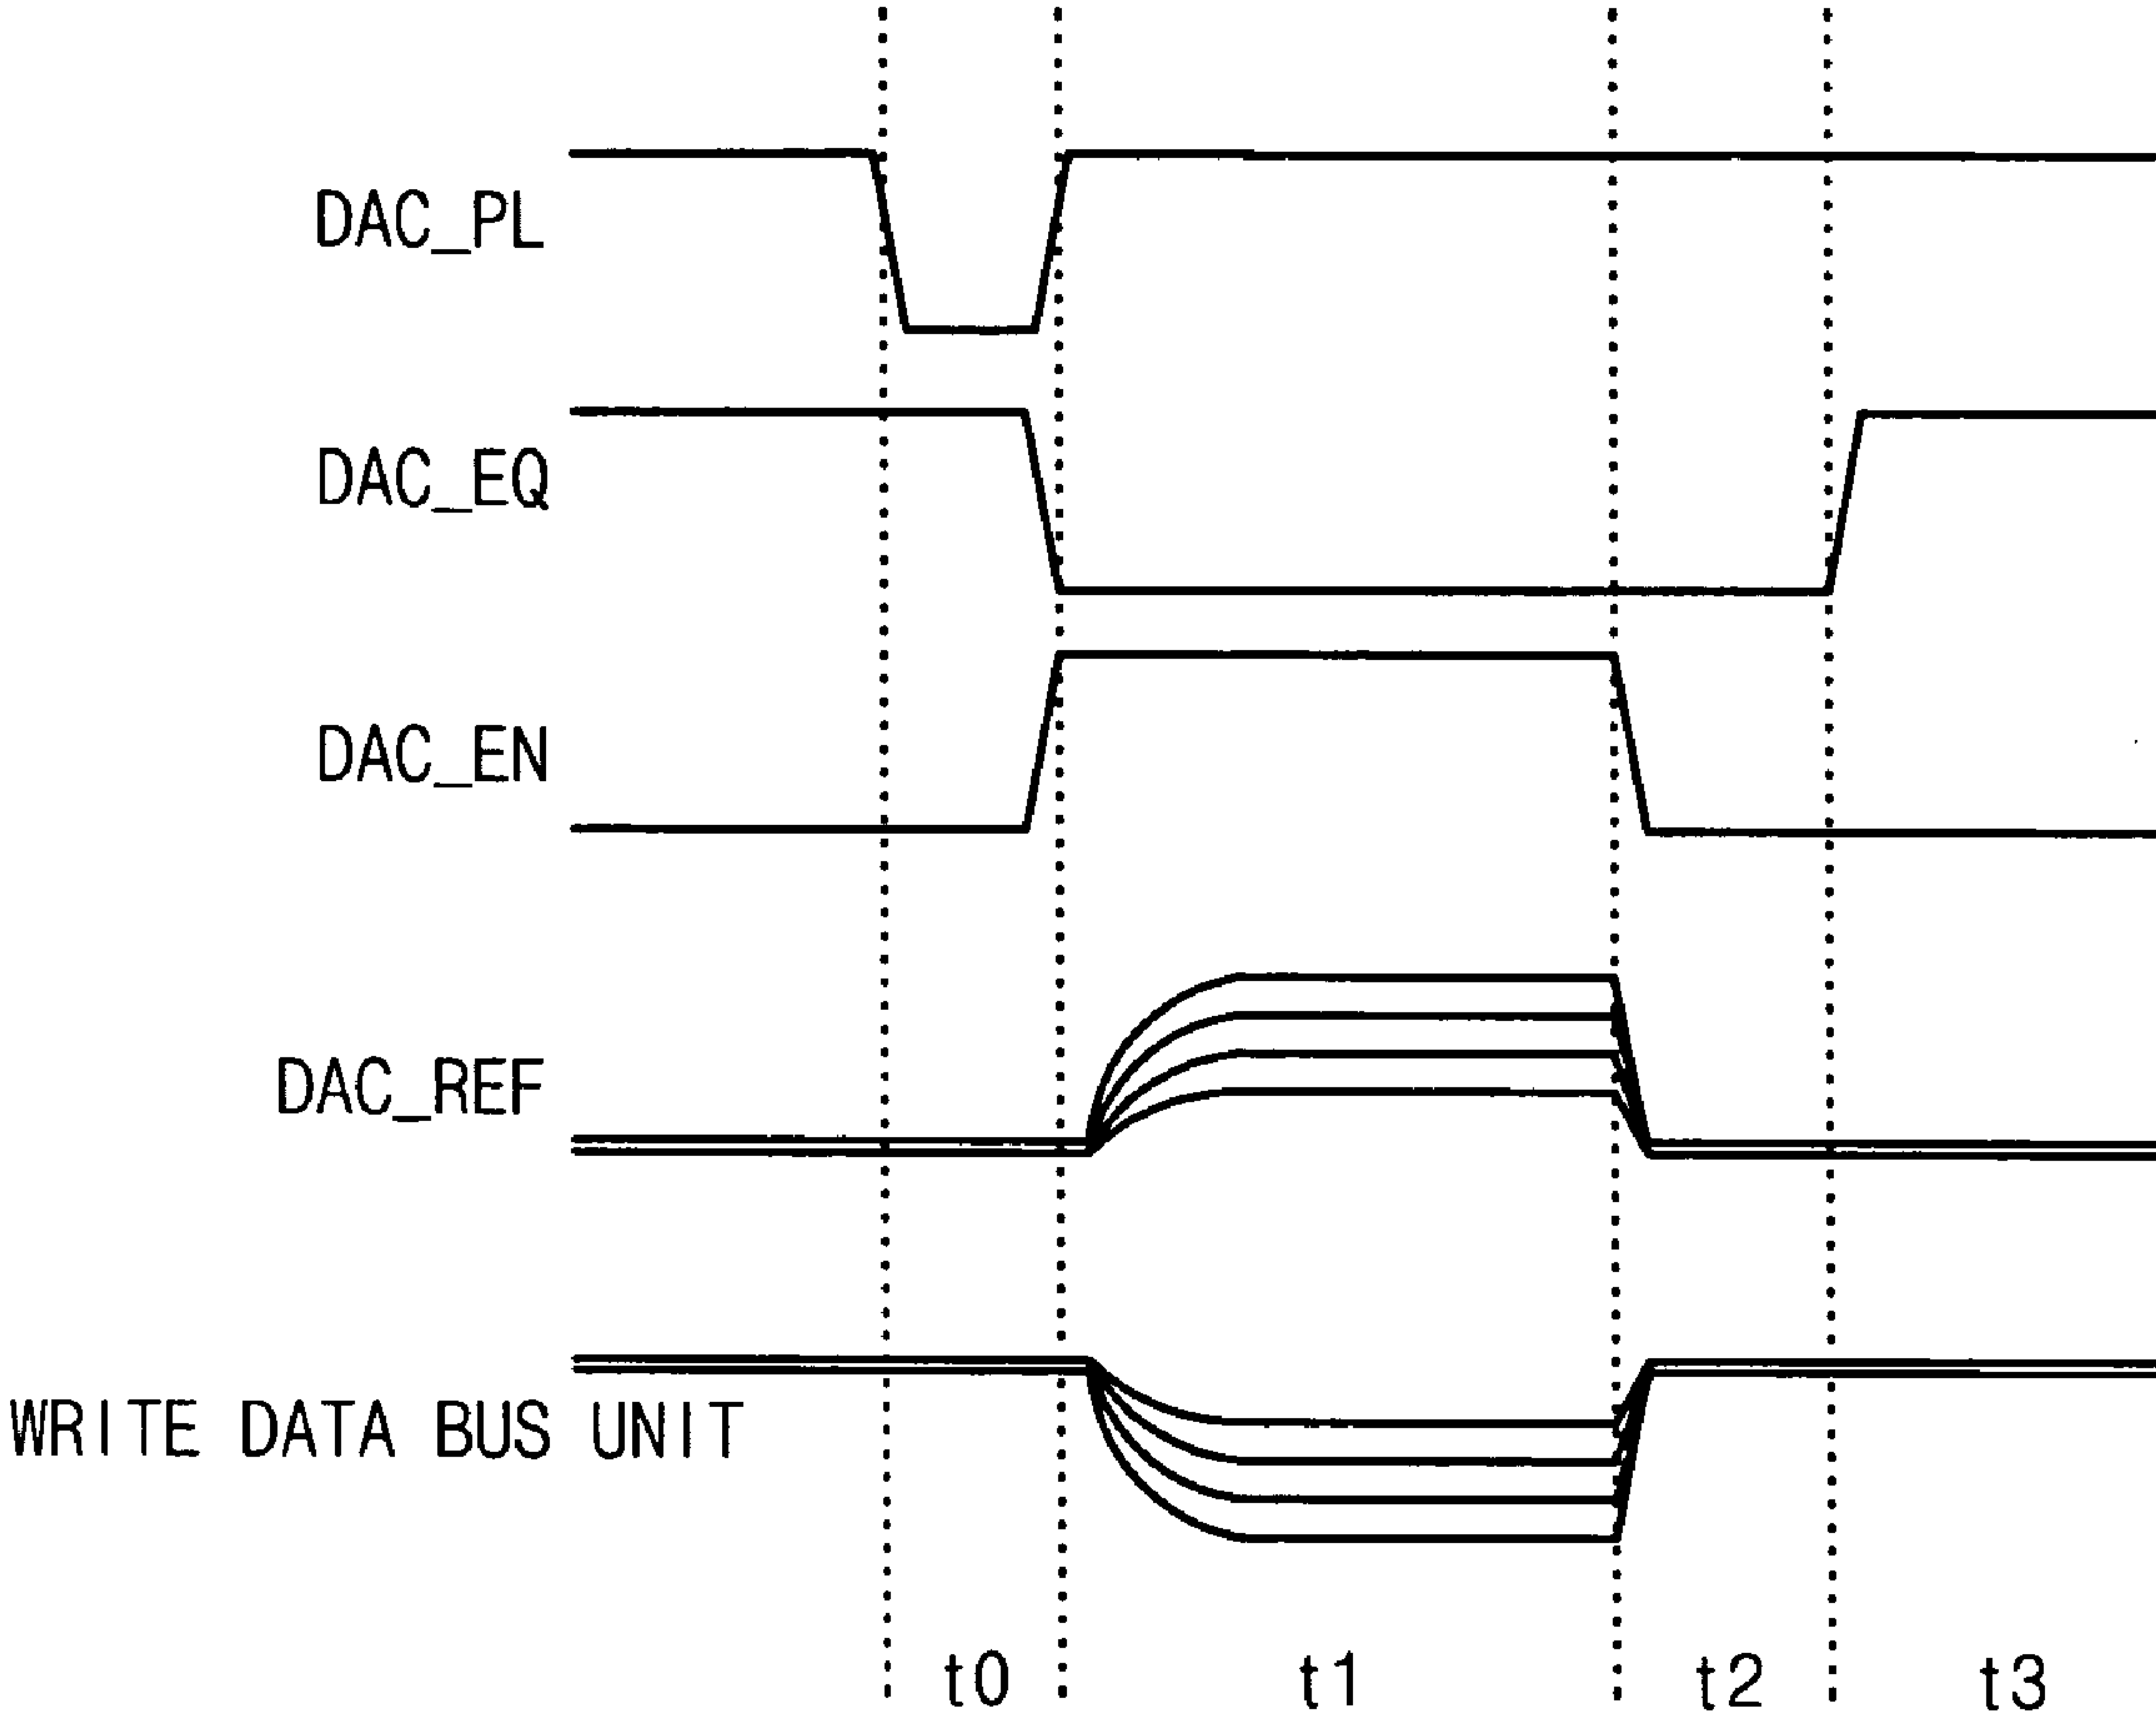 DAC_PL
DAC_EQ
DAC_EN
DAC_REF
WRITE DATA BUS UNIT
t0 t1 t2 t3